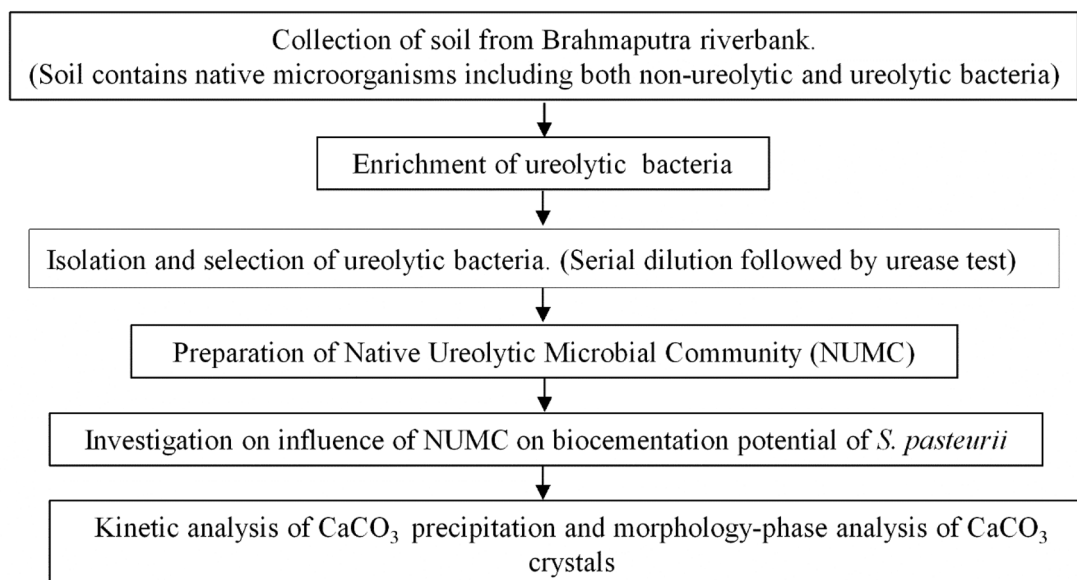 Collection of soil from Brahmaputra riverbank.
(Soil contains native microorganisms including both non-ureolytic and ureolytic bacteria)
Enrichment of ureolytic bacteria
Isolation and selection of ureolytic bacteria. (Serial dilution followed by urease test)
Preparation of Native Ureolytic Microbial Community (NUMC)
Investigation on influence of NUMC on biocementation potential of S. pasteurii
Kinetic analysis of CaCO₃ precipitation and morphology-phase analysis of CaCO₃
crystals